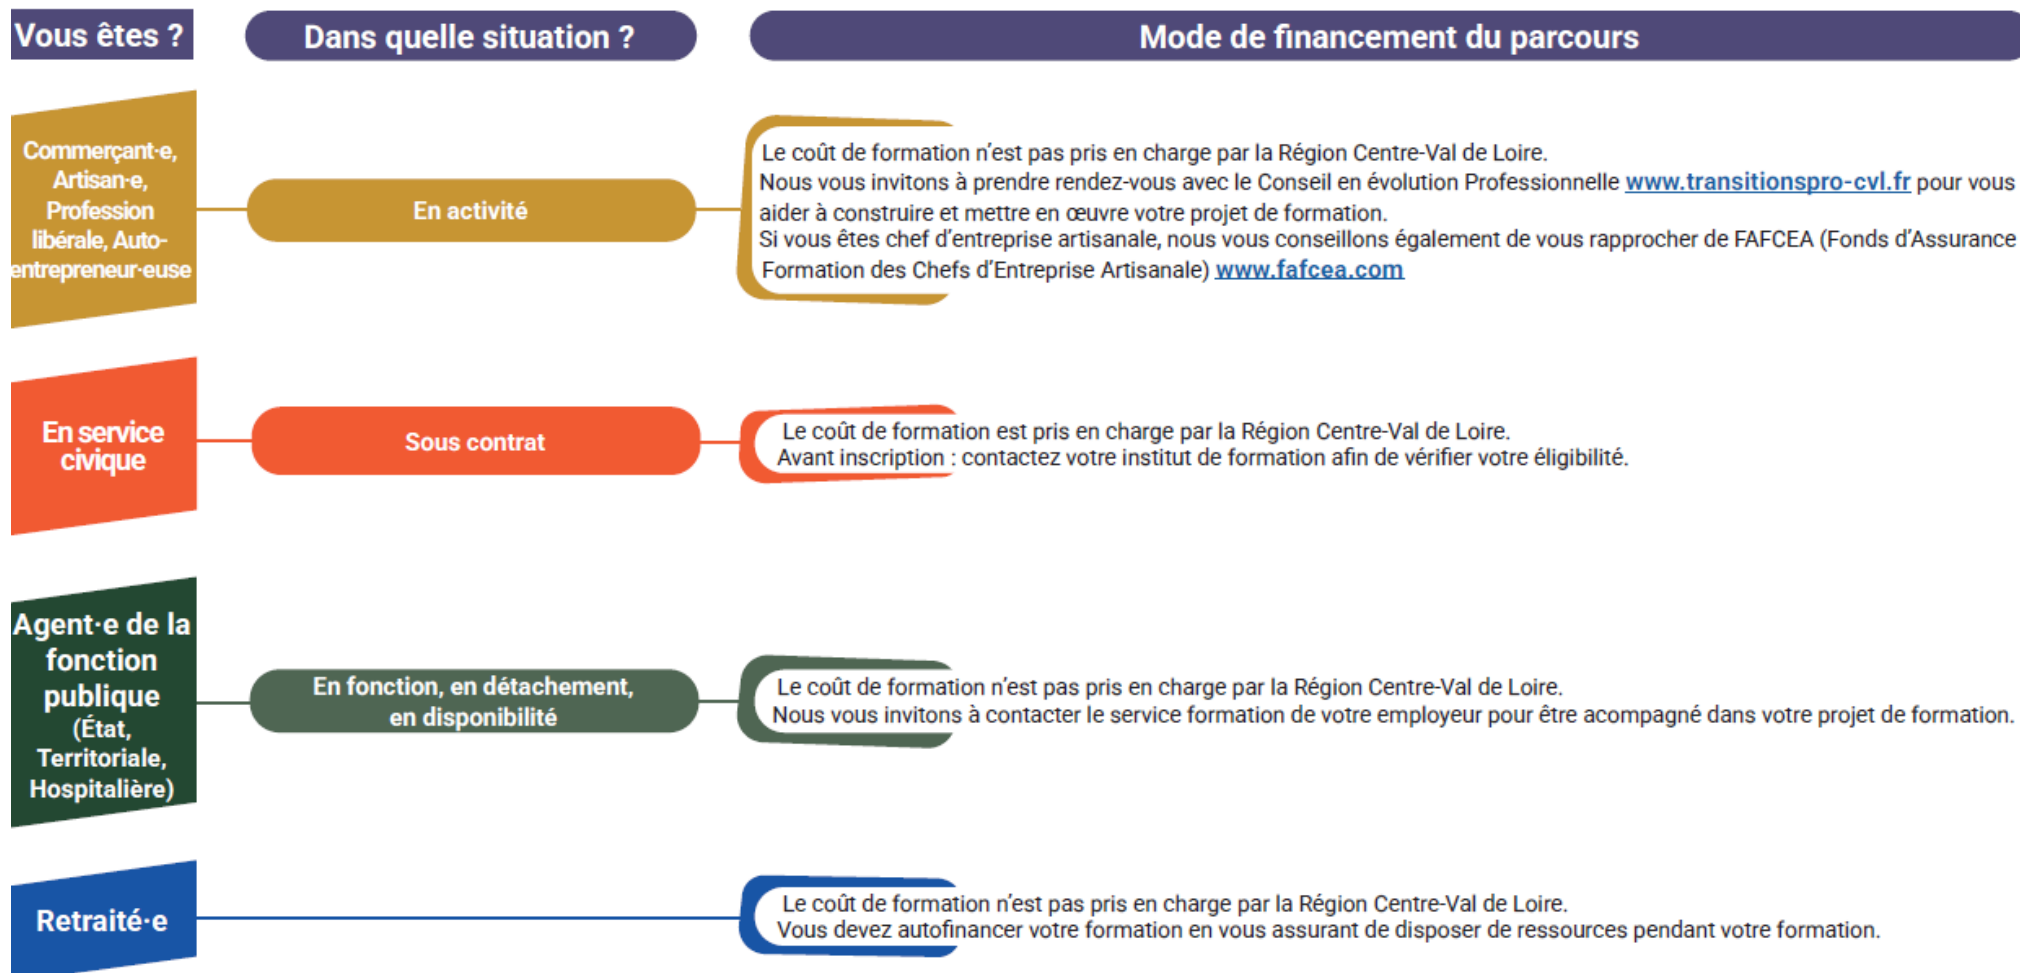 Vous êtes ?
Dans quelle situation ?
Mode de financement du parcours
Commerçant·e,
Artisan·e,
Profession
libérale, Auto-
entrepreneur·euse
En activité
Le coût de formation n’est pas pris en charge par la Région Centre-Val de Loire.
Nous vous invitons à prendre rendez-vous avec le Conseil en évolution Professionnelle www.transitionspro-cvl.fr pour vous
aider à construire et mettre en œuvre votre projet de formation.
Si vous êtes chef d’entreprise artisanale, nous vous conseillons également de vous rapprocher de FAFCEA (Fonds d’Assurance
Formation des Chefs d’Entreprise Artisanale) www.fafcea.com
En service
civique
Sous contrat
Le coût de formation est pris en charge par la Région Centre-Val de Loire.
Avant inscription : contactez votre institut de formation afin de vérifier votre éligibilité.
Agent·e de la
fonction
publique
(État,
Territoriale,
Hospitalière)
En fonction, en détachement,
en disponibilité
Le coût de formation n’est pas pris en charge par la Région Centre-Val de Loire.
Nous vous invitons à contacter le service formation de votre employeur pour être acompagné dans votre projet de formation.
Retraité·e
Le coût de formation n’est pas pris en charge par la Région Centre-Val de Loire.
Vous devez autofinancer votre formation en vous assurant de disposer de ressources pendant votre formation.